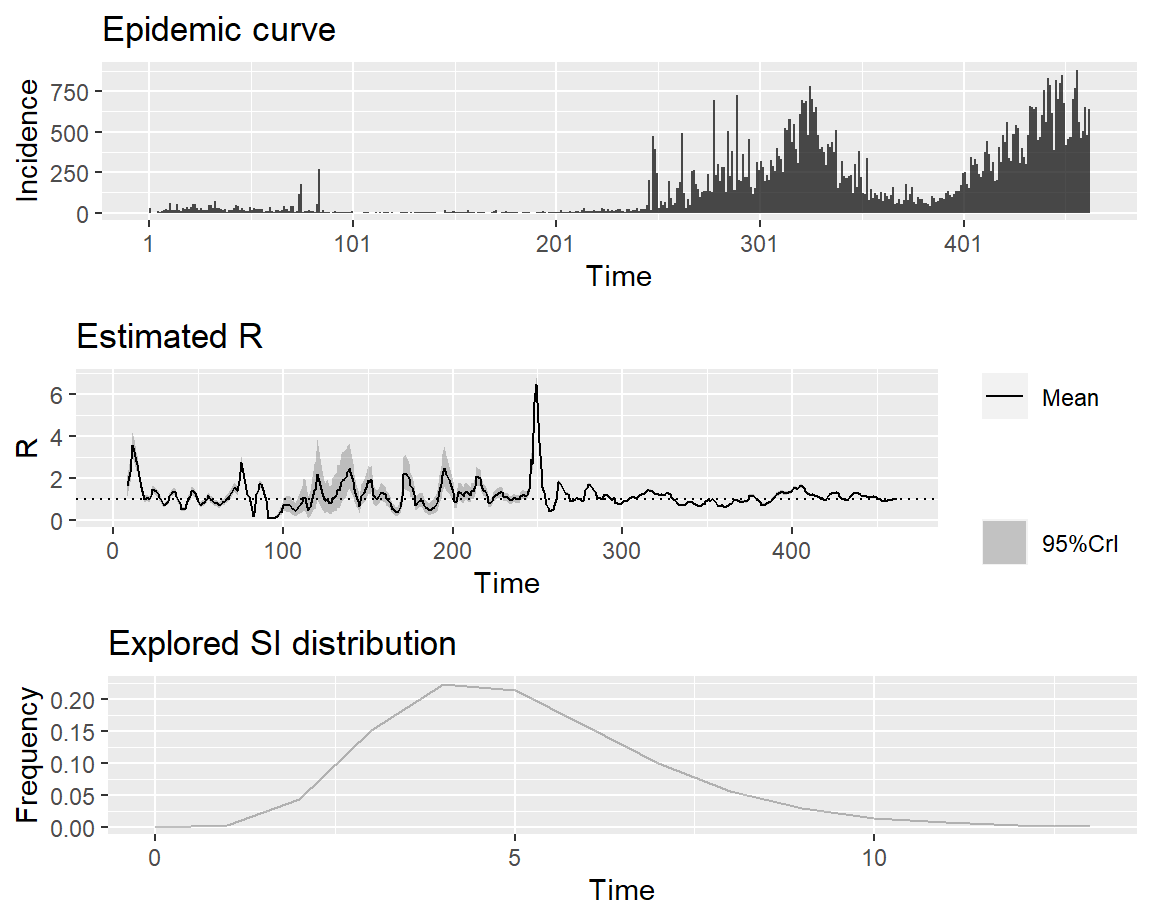 Epidemic curve
Incidence
750
500
250
0
1 101 201 301 401
Time
Estimated R
R
6
4
2
0
0 100 200 300 400
Time
Mean
95%CrI
Explored SI distribution
Frequency
0.20
0.15
0.10
0.05
0.00
0 5 10
Time